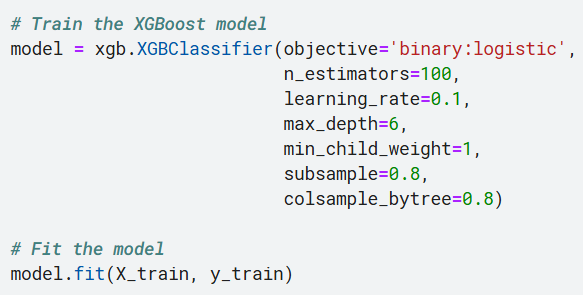 # Train the XGBoost model
model = xgb.XGBClassifier(objective='binary:logistic',
                          n_estimators=100,
                          learning_rate=0.1,
                          max_depth=6,
                          min_child_weight=1,
                          subsample=0.8,
                          colsample_bytree=0.8)

# Fit the model
model.fit(X_train, y_train)